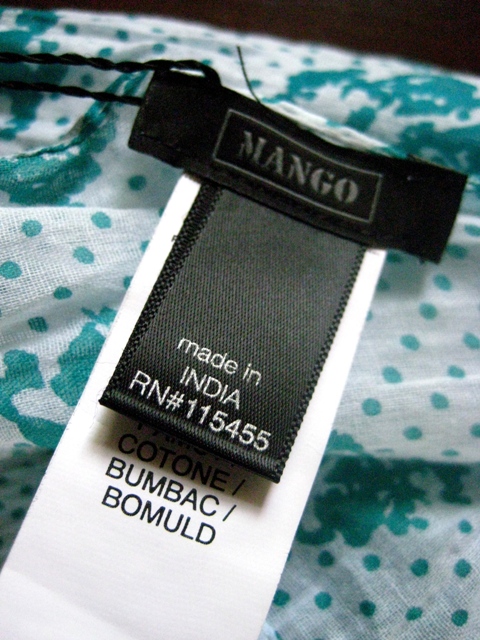 MANGO
made in
INDIA
RN#115455
COTONE /
BUMBAC /
BOMULD